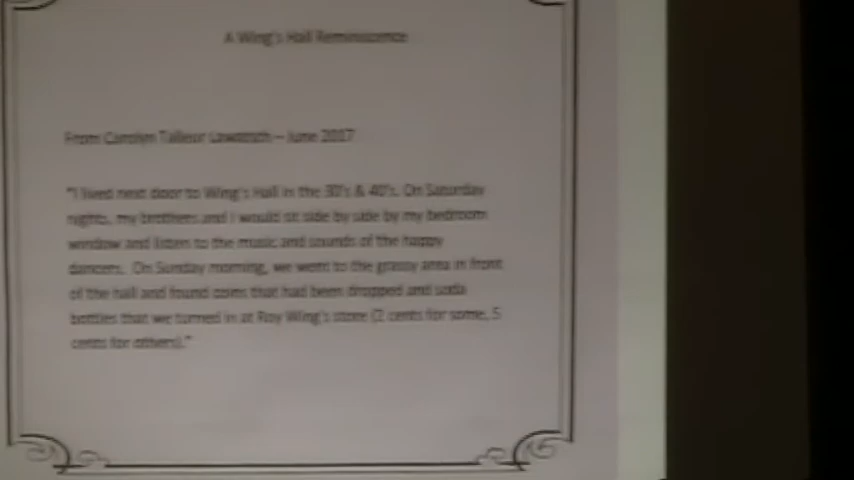 A Wing's Hall Reminiscence
From Carolyn Talleur – June 2017
"I lived next door to Wing's Hall in the 30's & 40's. On Saturday
nights, my brothers and I would sit side by side by my bedroom
window and listen to the music and sounds of the happy
dancers. On Sunday morning, we went to the grassy area in front
of the hall and found coins that had been dropped and soda
bottles that we turned in at Roy Wing's store (2 cents for some, 5
cents for others)."